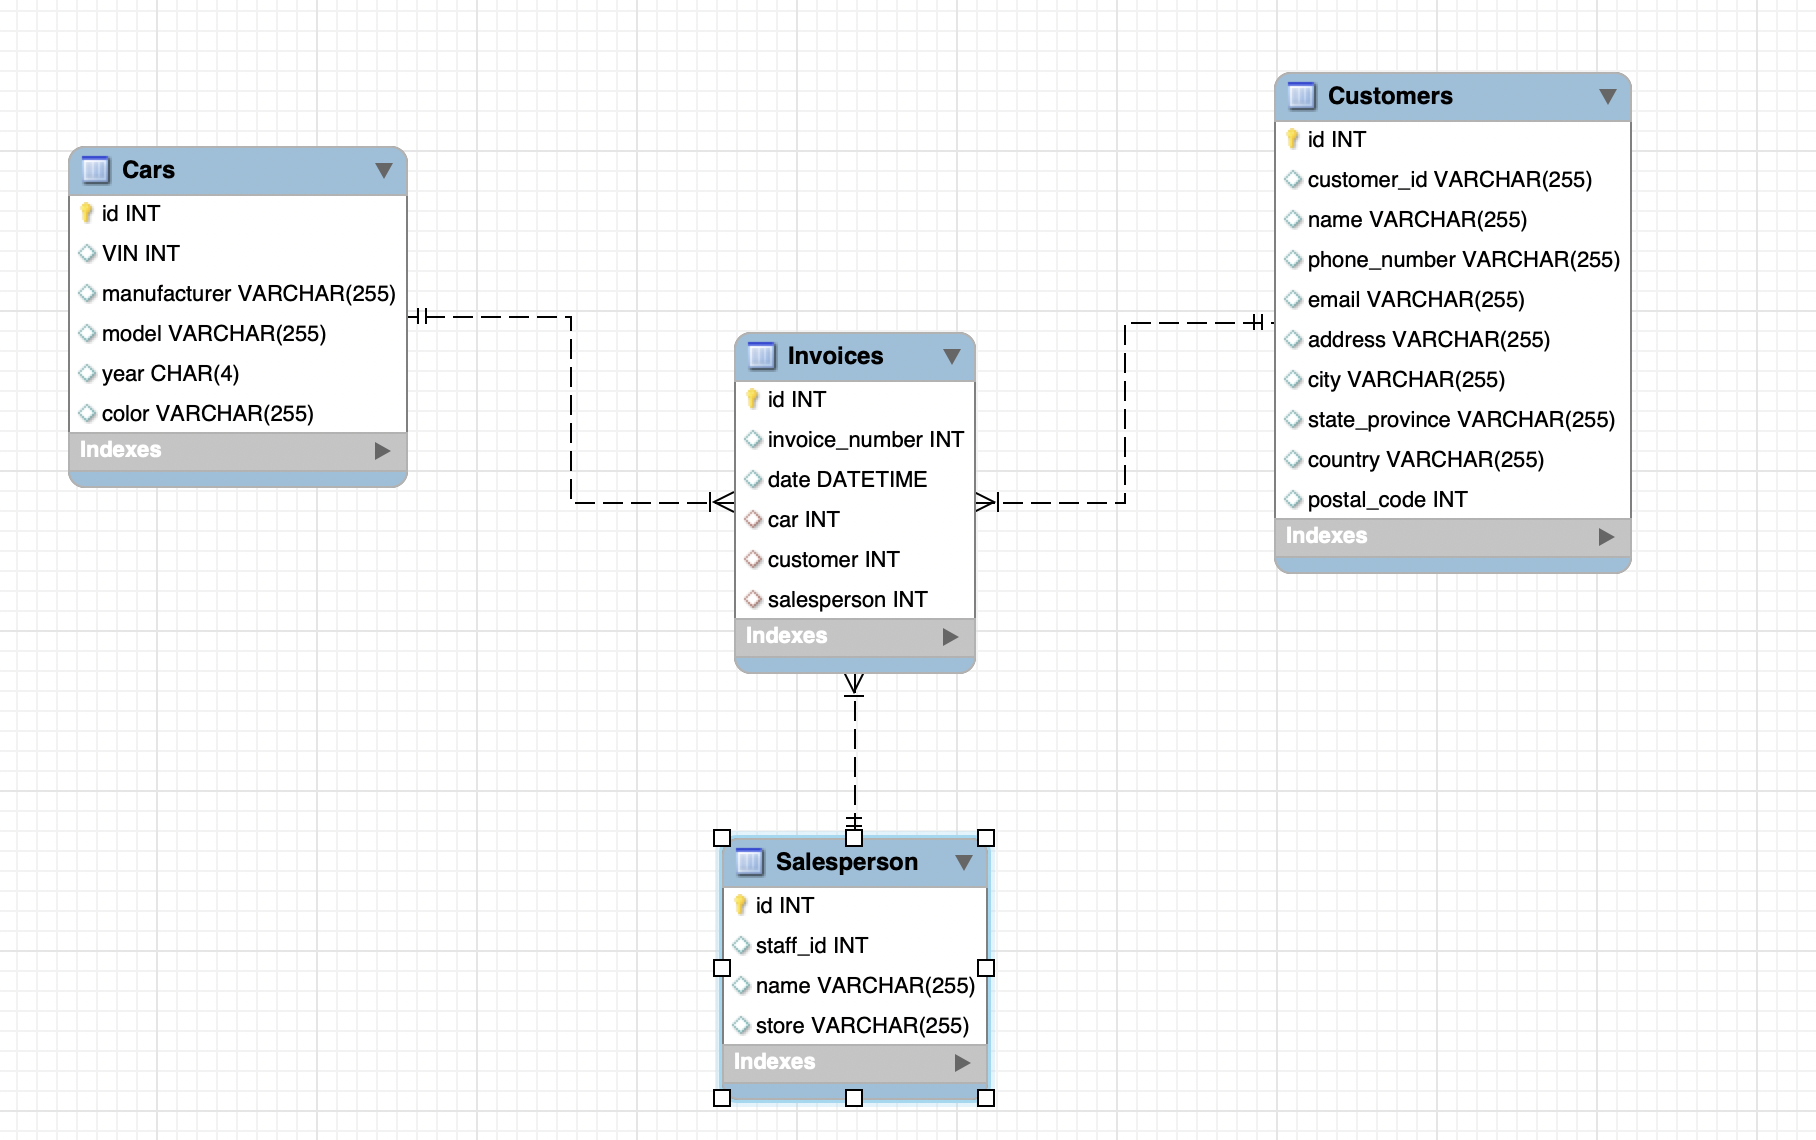 Cars
id INT
VIN INT
manufacturer VARCHAR(255)
model VARCHAR(255)
year CHAR(4)
color VARCHAR(255)
Indexes
Invoices
id INT
invoice_number INT
date DATETIME
car INT
customer INT
salesperson INT
Indexes
Customers
id INT
customer_id VARCHAR(255)
name VARCHAR(255)
phone_number VARCHAR(255)
email VARCHAR(255)
address VARCHAR(255)
city VARCHAR(255)
state_province VARCHAR(255)
country VARCHAR(255)
postal_code INT
Indexes
Salesperson
id INT
staff_id INT
name VARCHAR(255)
store VARCHAR(255)
Indexes